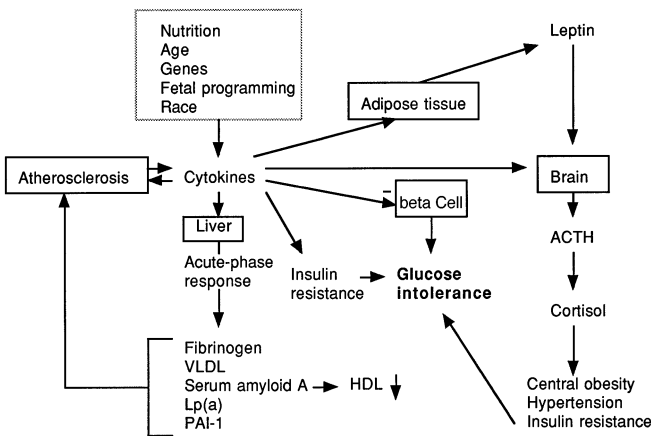 Nutrition
Age
Genes
Fetal programming
Race
Leptin
Adipose tissue
Atherosclerosis
Cytokines
Brain
beta Cell
Liver
ACTH
Acute-phase
response
Insulin
resistance
Glucose
intolerance
Cortisol
Fibrinogen
VLDL
Serum amyloid A
HDL
Lp(a)
PAI-1
Central obesity
Hypertension
Insulin resistance